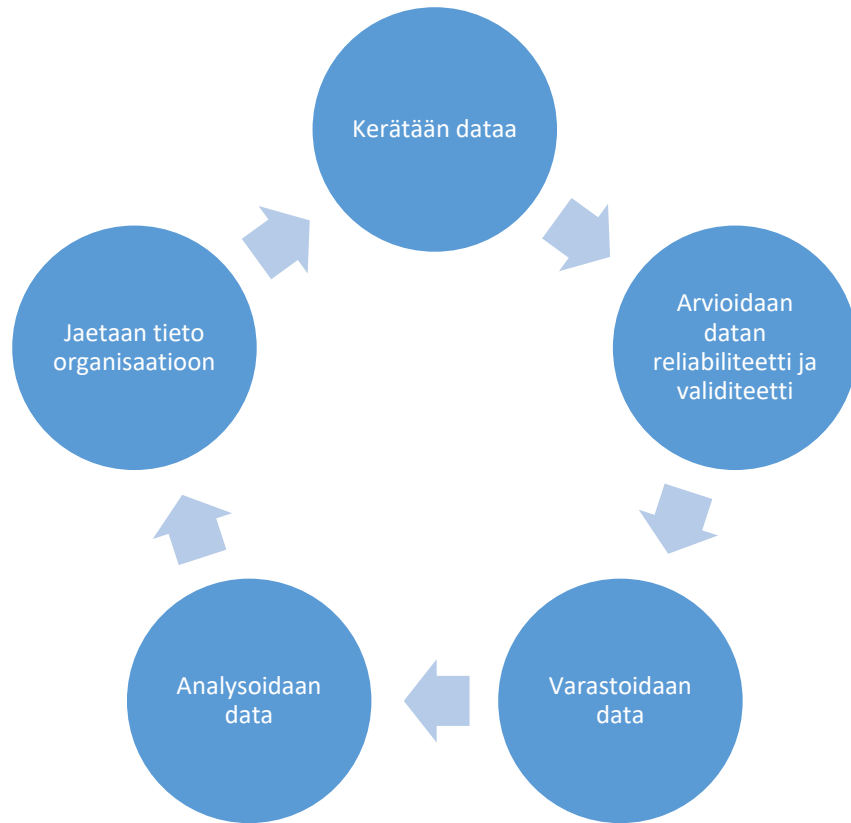 Kerätään dataa
Arvioidaan
datan
reliabiliteetti ja
validiteetti
Varastoidaan
data
Analysoidaan
data
Jaetaan tieto
organisaatioon